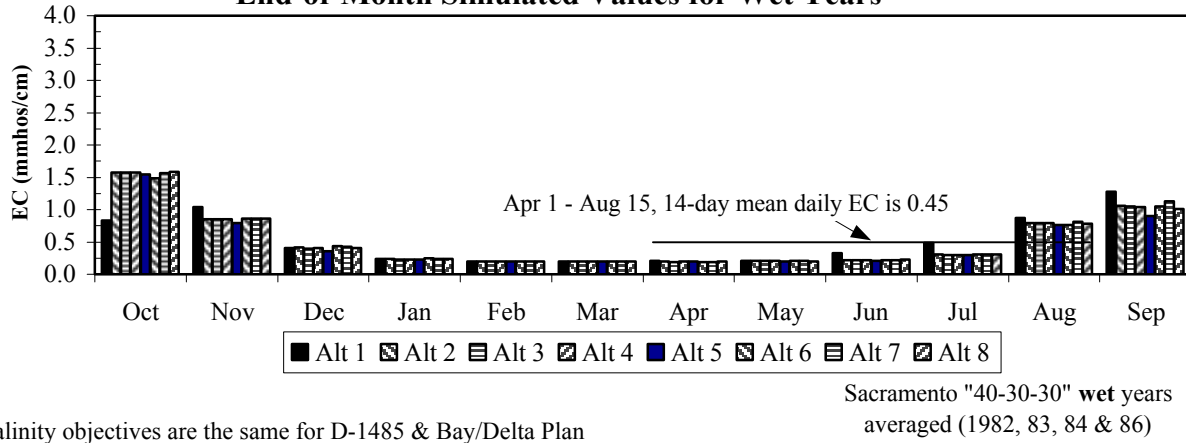 End-of-Month Simulated Values for Wet Years
4.0
3.5
3.0
2.5
2.0
1.5
1.0
0.5
0.0
EC (mmhos/cm)
Apr 1 - Aug 15, 14-day mean daily EC is 0.45
Oct Nov Dec Jan Feb Mar Apr May Jun Jul Aug Sep
Alt 1 Alt 2 Alt 3 Alt 4 Alt 5 Alt 6 Alt 7 Alt 8
Sacramento "40-30-30" wet years
averaged (1982, 83, 84 & 86)
alinity objectives are the same for D-1485 & Bay/Delta Plan